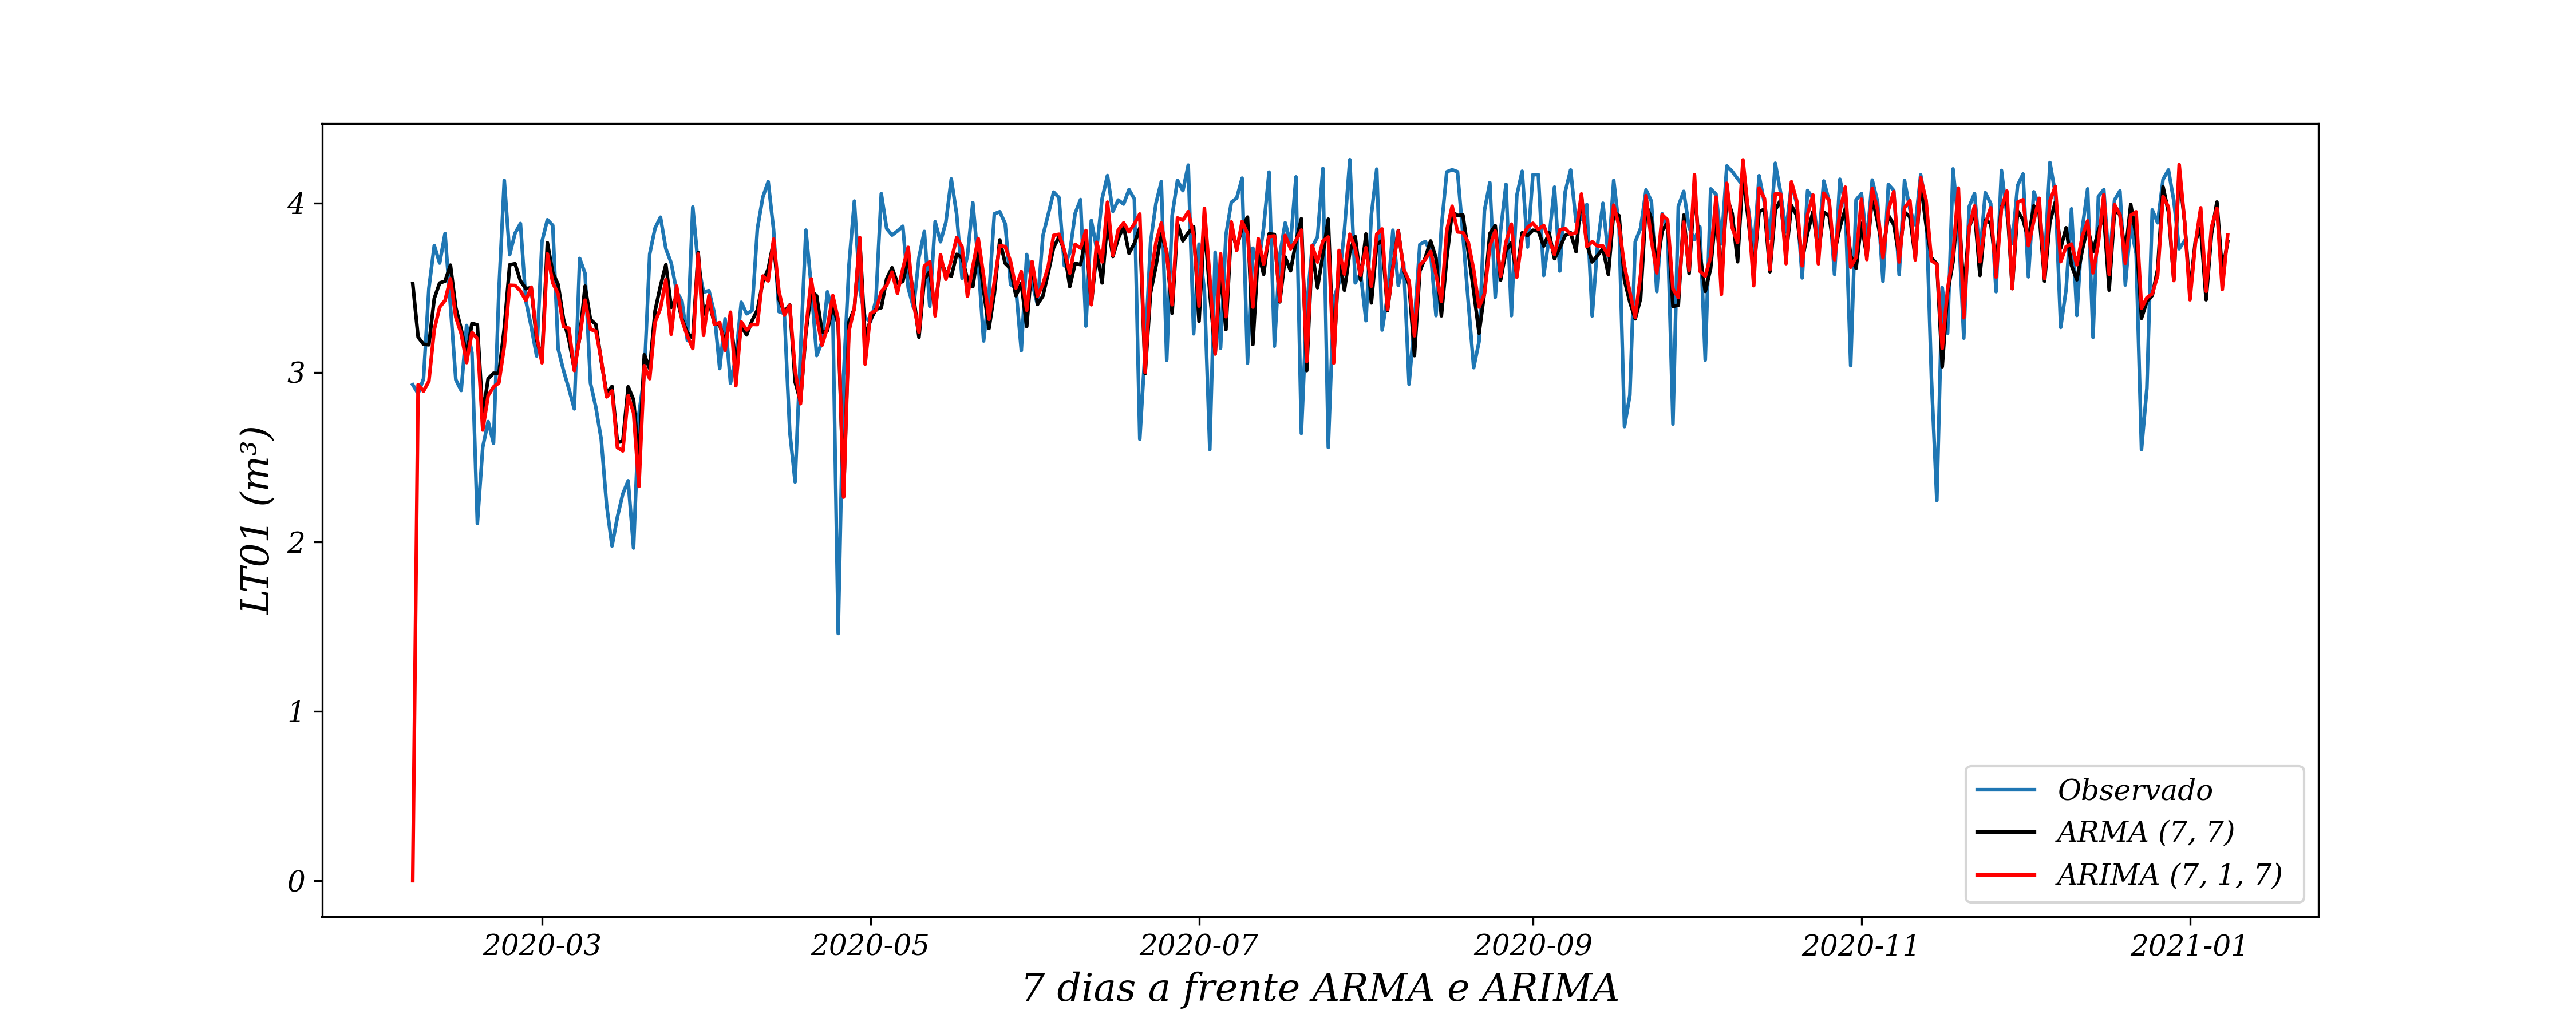 LT01 (m³)
4
3
2
1
0
Observado
ARMA (7, 7)
ARIMA (7, 1, 7)
2020-03 2020-05 2020-07 2020-09 2020-11 2021-01
7 dias a frente ARMA e ARIMA